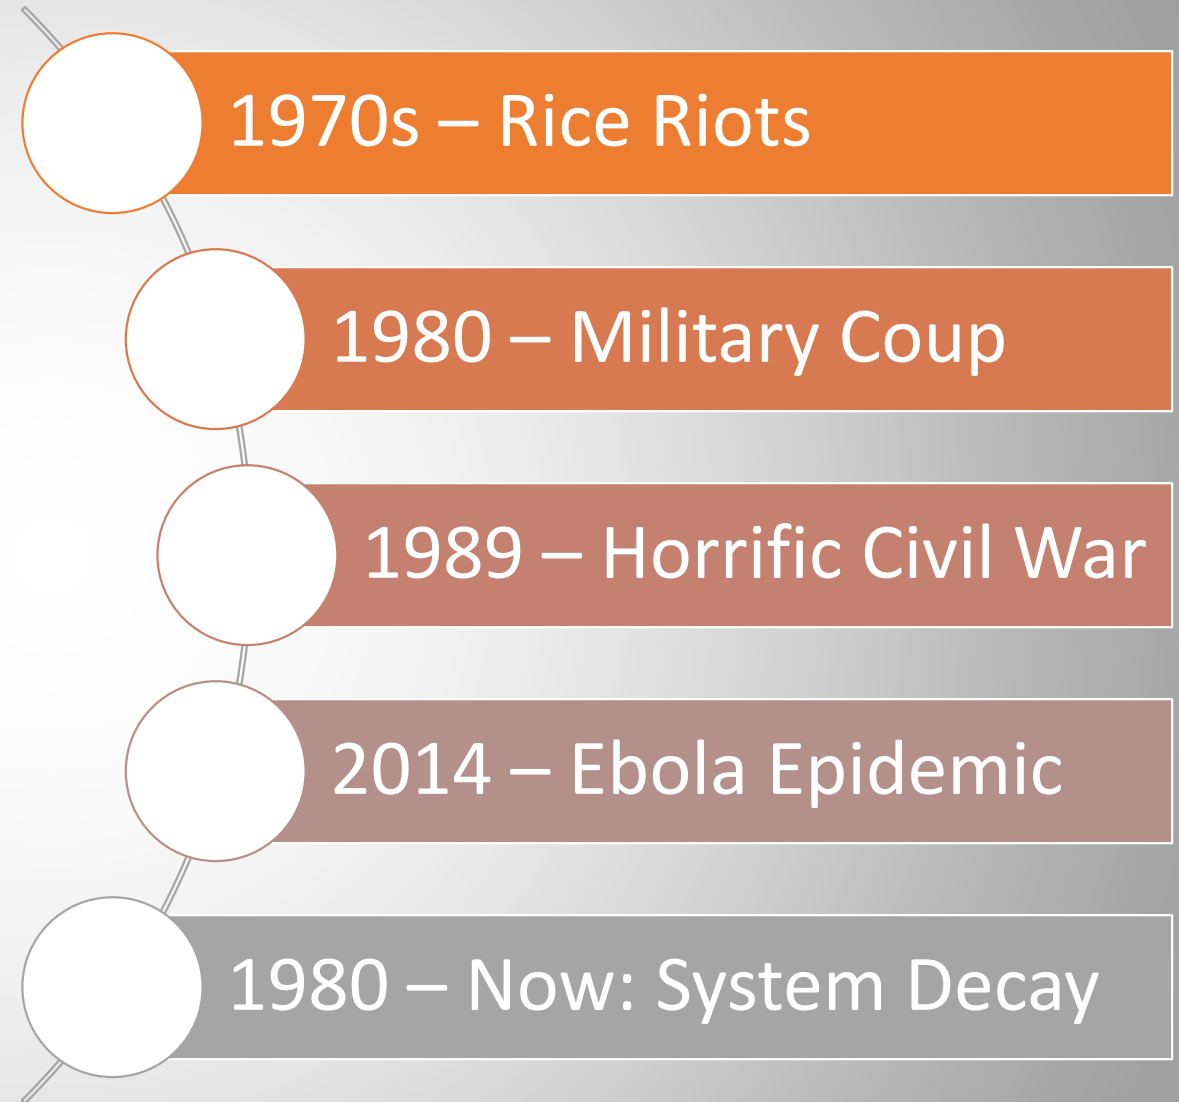 1970s – Rice Riots
1980 – Military Coup
1989 – Horrific Civil War
2014 – Ebola Epidemic
1980 – Now: System Decay